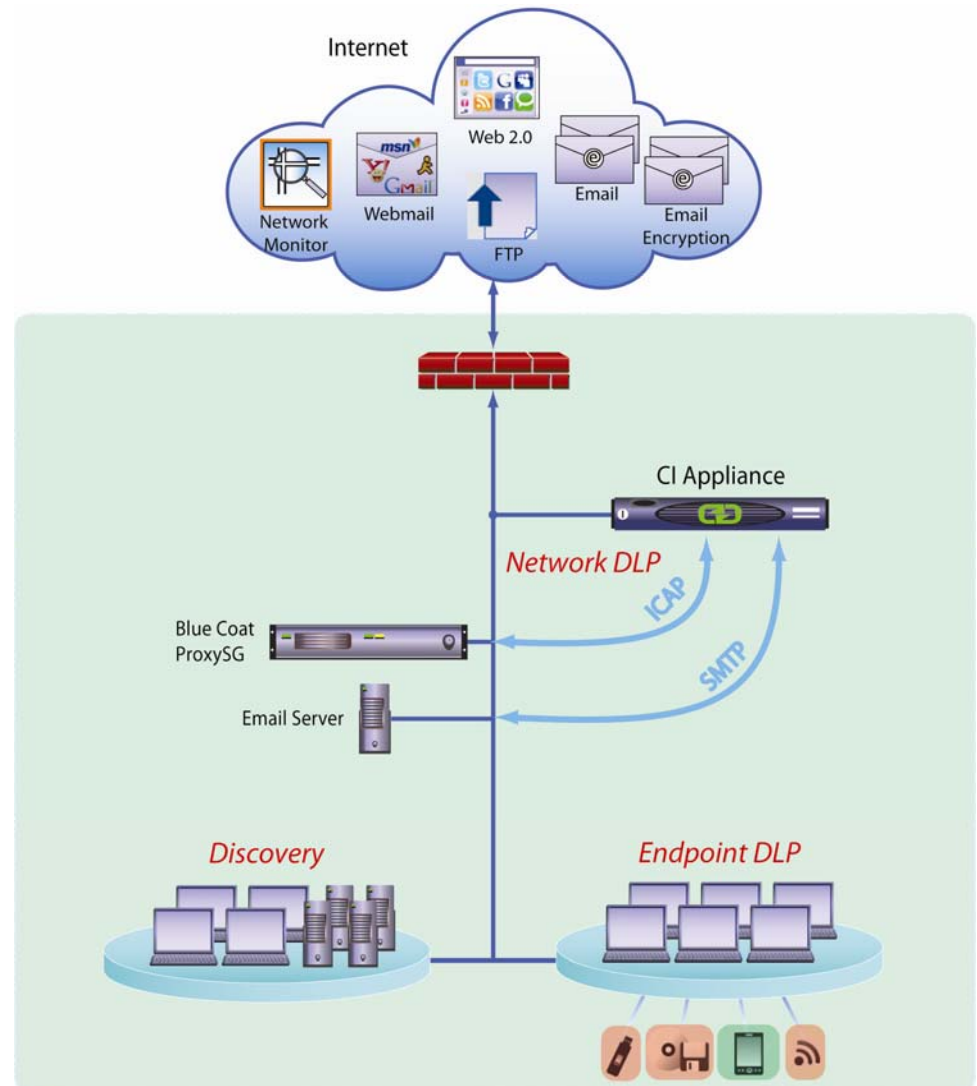 Internet
Web 2.0
msn
Y!
GMail
Network
Monitor
Webmail
FTP
Email
Email
Encryption
CI Appliance
Network DLP
ICAP
SMTP
Blue Coat
ProxySG
Email Server
Discovery
Endpoint DLP